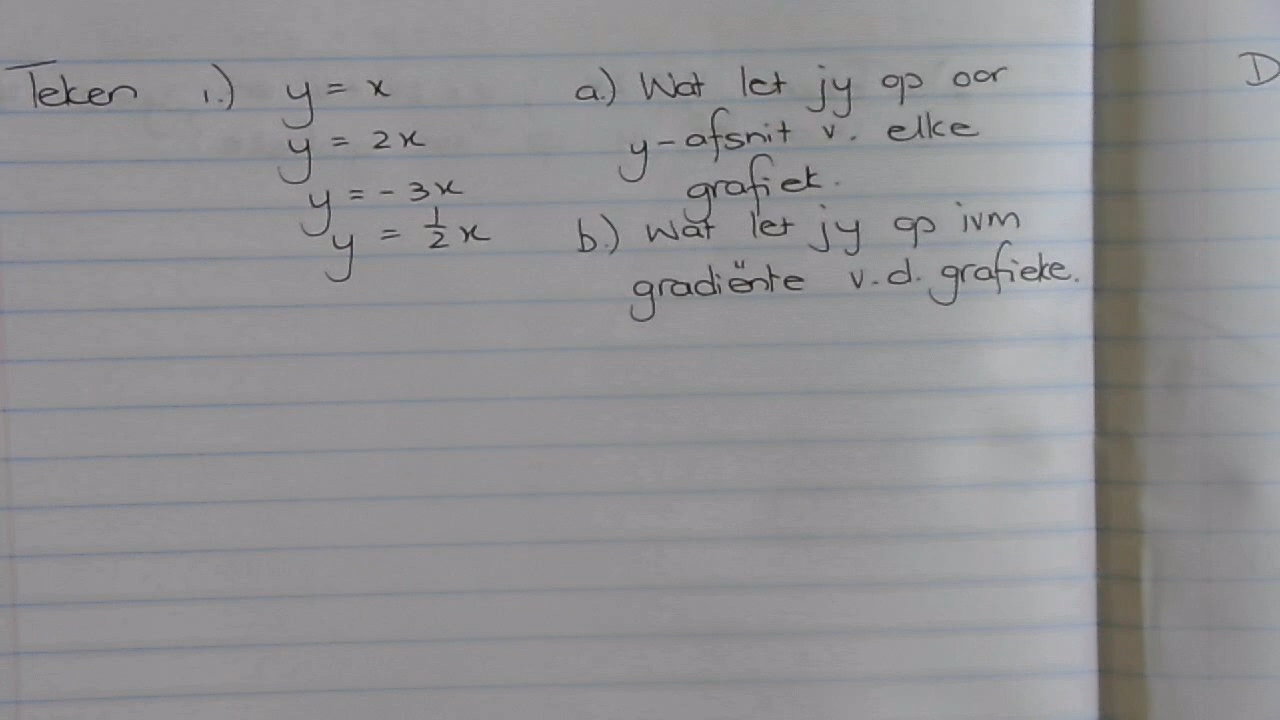 Teken 1.) y = x a.) Wat let jy op oor
y = 2x y-afsnit v. elke
y = -3x grafiek.
y = ½x b.) Wat let jy op ivm
gradiënte v.d. grafieke.
D